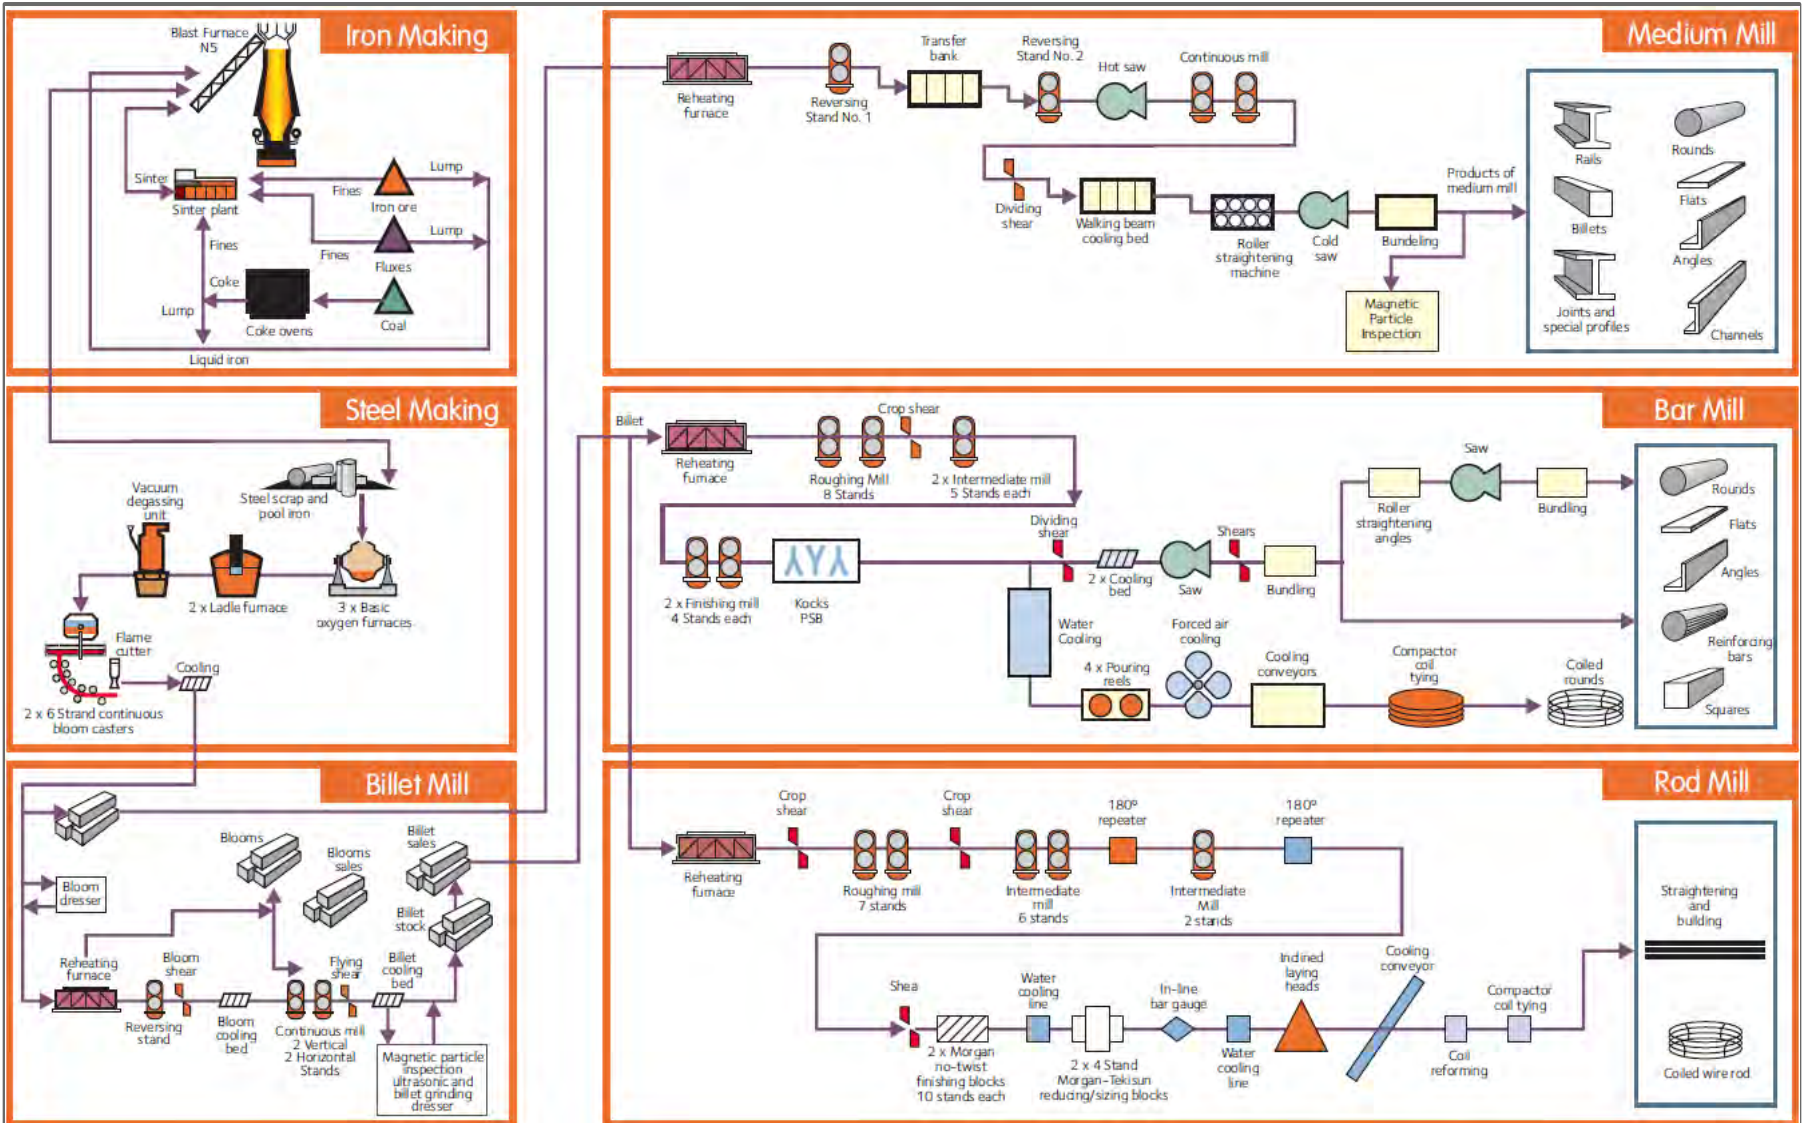 Iron Making
Blast Furnace
N5
Lump
Sinter
Fines
Iron ore
Sinter plant
Lump
Fines
Fines
Fluxes
Coke
Lump
Coke ovens
Coal
Liquid iron
Steel Making
Vacuum
degassing
unit
Steel scrap and
pool iron
2 x Ladle furnace
3 x Basic
oxygen furnaces
Flame
cutter
Cooling
2 x 6 Strand continuous
bloom casters
Billet Mill
Blooms
Blooms
sales
Billet
sales
Bloom
dresser
Billet
stock
Reheating
furnace
Bloom
shear
Flying
shear
Billet
cooling
bed
Reversing
stand
Bloom
cooling
bed
Continuous mill
2 Vertical
2 Horizontal
Stands
Magnetic particle
inspection
ultrasonic and
billet grinding
dresser
Medium Mill
Reheating
furnace
Reversing
Stand No. 1
Transfer
bank
Reversing
Stand No. 2
Hot saw
Continuous mill
Dividing
shear
Walking beam
cooling bed
Roller
straightening
machine
Cold
saw
Bundeling
Products of
medium mill
Magnetic
Particle
Inspection
Rails
Rounds
Billets
Flats
Angles
Joints and
special profiles
Channels
Bar Mill
Billet
Reheating
furnace
Roughing Mill
8 Stands
Crop shear
2 x Intermediate mill
5 Stands each
2 x Finishing mill
4 Stands each
Kocks
PSB
Dividing
shear
2 x Cooling
bed
Saw
Shears
Bundling
Roller
straightening
angles
Saw
Bundling
Water
Cooling
4 x Pouring
reels
Forced air
cooling
Cooling
conveyors
Compactor
coil
tying
Coiled
rounds
Rounds
Flats
Angles
Reinforcing
bars
Squares
Rod Mill
Reheating
furnace
Crop
shear
Roughing mill
7 stands
Crop
shear
Intermediate
mill
6 stands
180º
repeater
Intermediate
Mill
2 stands
180º
repeater
Shea
2 x Morgan
no-twist
finishing blocks
10 stands each
Water
cooling
line
2 x 4 Stand
Morgan-Tekisun
reducing/sizing blocks
In-line
bar gauge
Water
cooling
line
Inclined
laying
heads
Cooling
conveyor
Coil
reforming
Compactor
coil tying
Straightening
and
building
Coiled wire rod